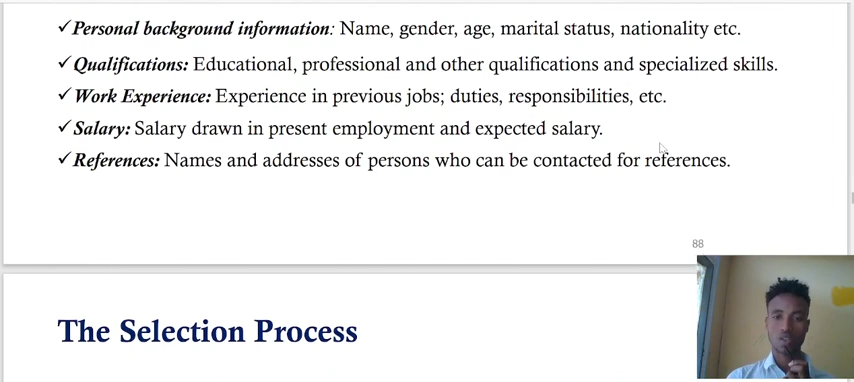 ✓Personal background information: Name, gender, age, marital status, nationality etc.
✓Qualifications: Educational, professional and other qualifications and specialized skills.
✓Work Experience: Experience in previous jobs; duties, responsibilities, etc.
✓Salary: Salary drawn in present employment and expected salary.
✓References: Names and addresses of persons who can be contacted for references.
88
The Selection Process